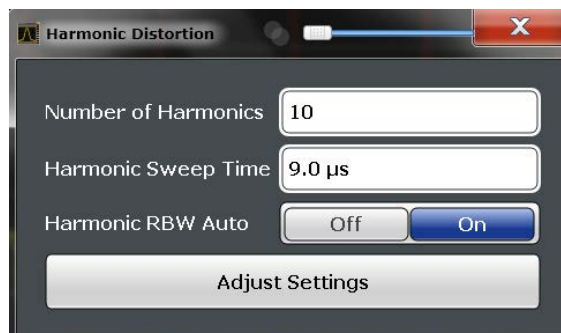 Harmonic Distortion
Number of Harmonics 10
Harmonic Sweep Time 9.0 µs
Harmonic RBW Auto Off On
Adjust Settings